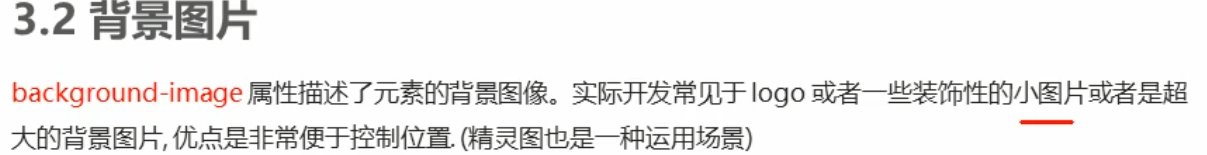 3.2 背景图片
background-image 属性描述了元素的背景图像。实际开发常见于 logo 或者一些装饰性的小图片或者是超
大的背景图片, 优点是非常便于控制位置. (精灵图也是一种运用场景)